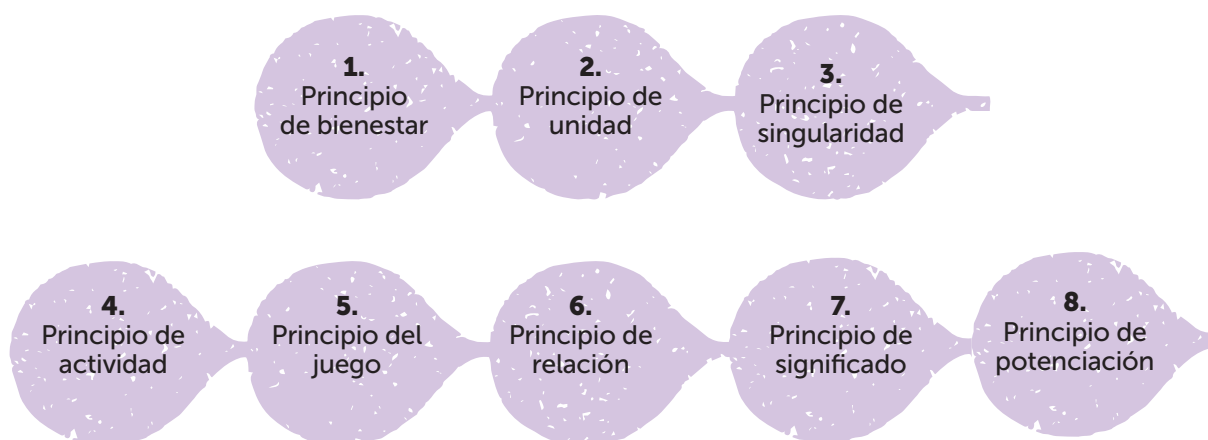 1.
Principio
de bienestar
2.
Principio de
unidad
3.
Principio de
singularidad
4.
Principio de
actividad
5.
Principio del
juego
6.
Principio de
relación
7.
Principio de
significado
8.
Principio de
potenciación